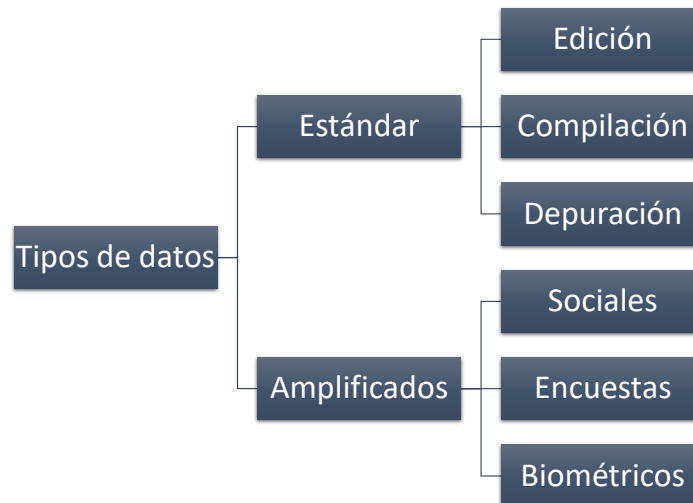 Tipos de datos
Estándar
Edición
Compilación
Depuración
Amplificados
Sociales
Encuestas
Biométricos